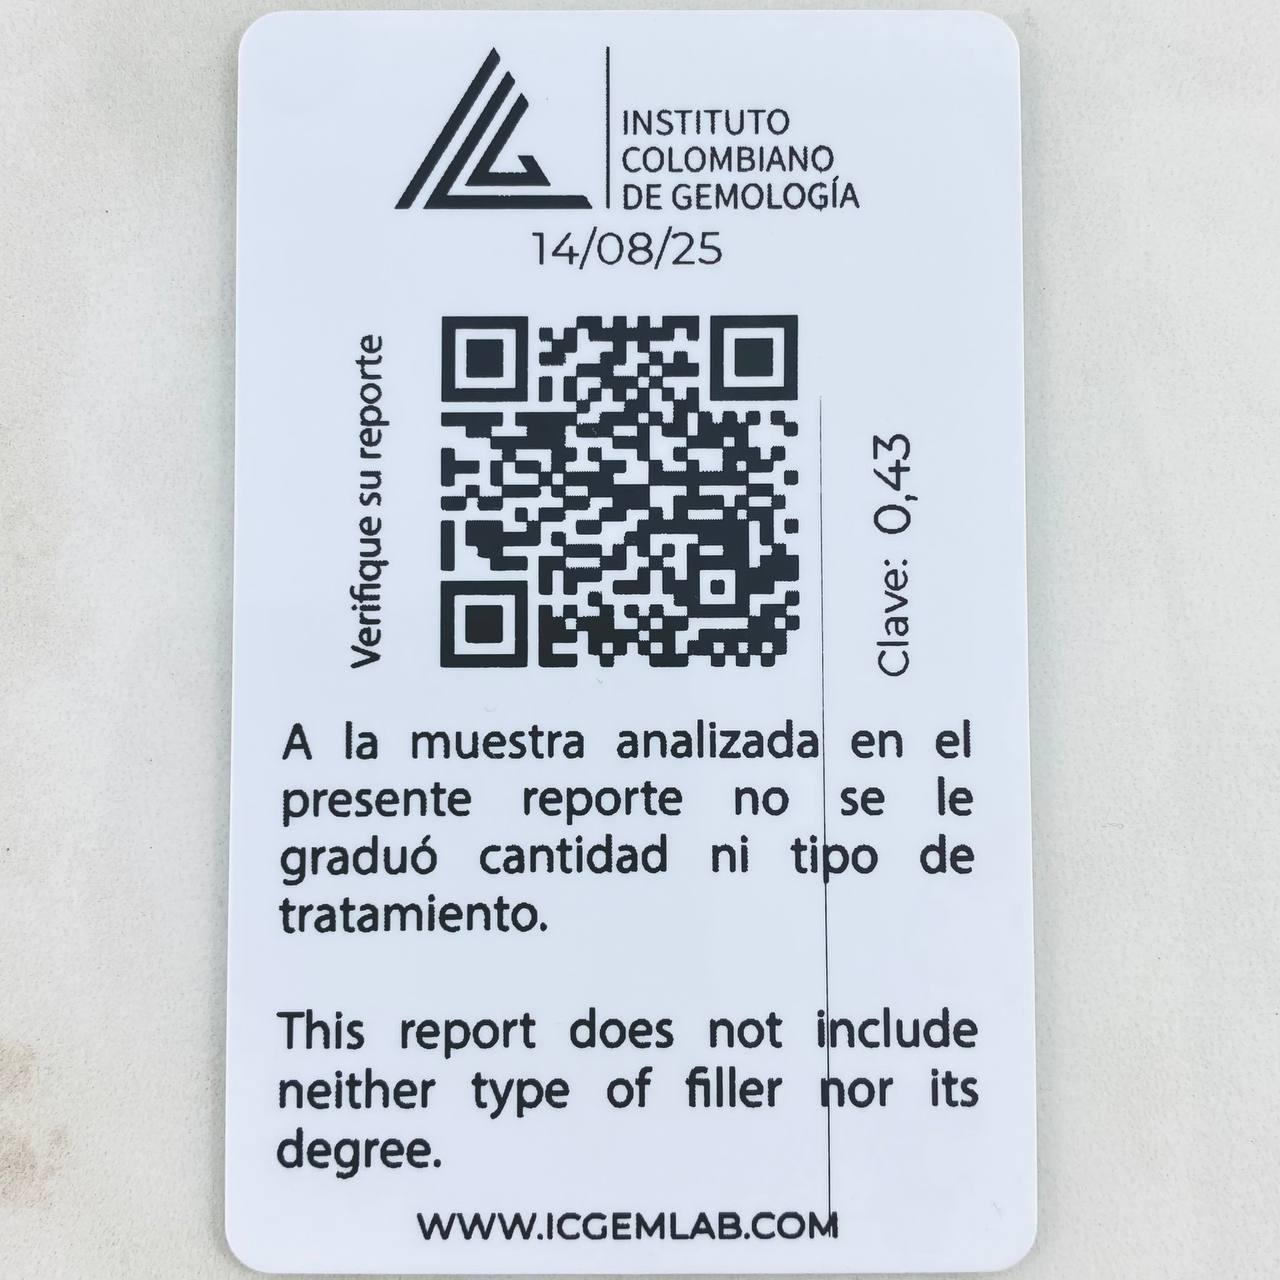 INSTITUTO
COLOMBIANO
DE GEMOLOGÍA
14/08/25
Verifique su reporte
Clave: 0,43
A la muestra analizada en el
presente reporte no se le
graduó cantidad ni tipo de
tratamiento.
This report does not include
neither type of filler nor its
degree.
WWW.ICGEMLAB.COM